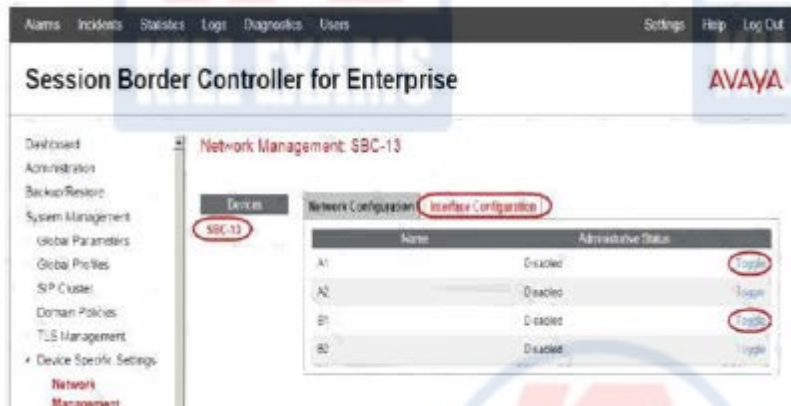 Alarms Incidents Statistics Logs Diagnostics Users Settings Help Log Out
KILL EXAMS
Session Border Controller for Enterprise
AVAYA
Dashboard
Administration
Backup/Restore
System Management
Global Parameters
Global Profiles
SIP Cluster
Domain Policies
TLS Management
Device Specific Settings
Network
Management
Network Management: SBC-13
Devices
SBC-13
Network Configuration Interface Configuration
Name Administrative Status
A1 Disabled Toggle
A2 Disabled Toggle
B1 Disabled Toggle
B2 Disabled Toggle